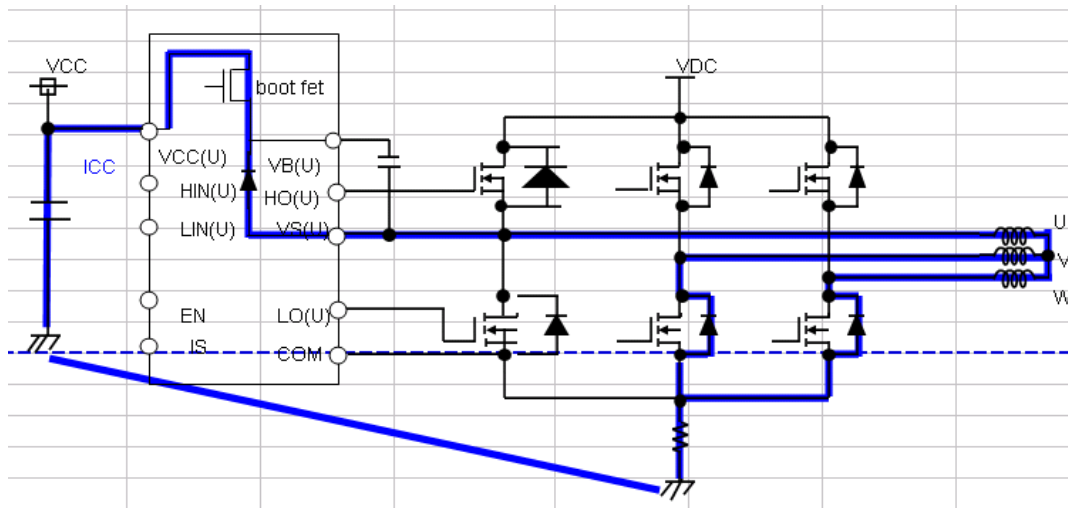 VCC
VDC
boot fet
ICC
VCC(U)
VB(U)
HIN(U)
HO(U)
LIN(U)
VS(U)
U
V
W
EN
LO(U)
IS
COM